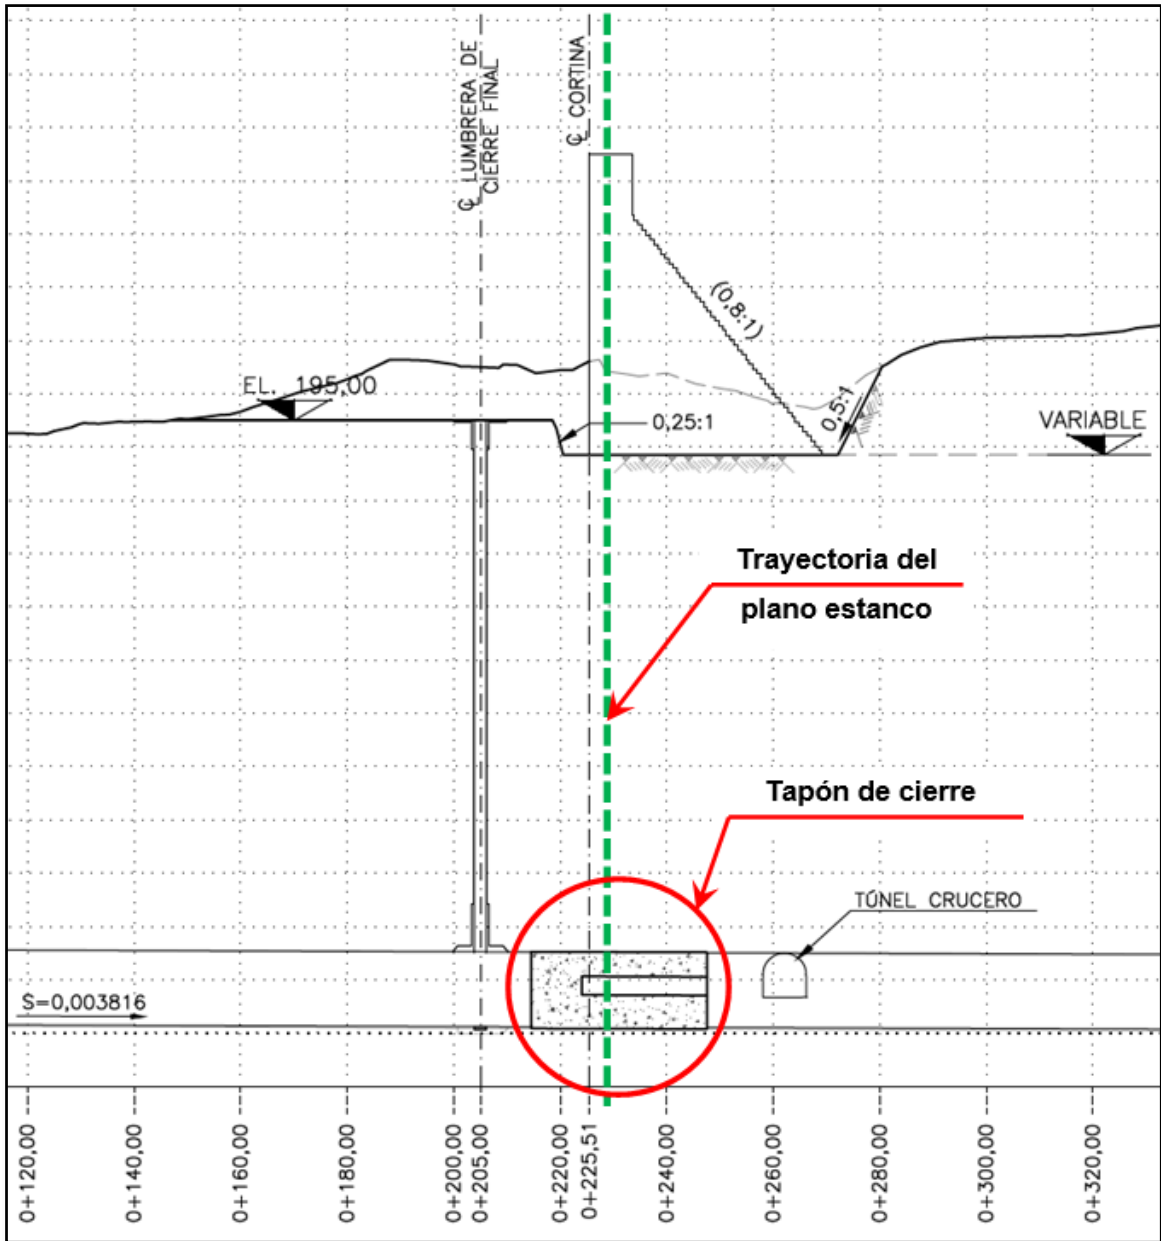 ℄ LUMBRERA DE
CIERRE FINAL
℄ CORTINA
(0,8:1)
EL. 195,00
0,25:1
0,5:1
VARIABLE
Trayectoria del
plano estanco
Tapón de cierre
TÚNEL CRUCERO
S=0,003816
0+120,00
0+140,00
0+160,00
0+180,00
0+200,00
0+205,00
0+220,00
0+225,51
0+240,00
0+260,00
0+280,00
0+300,00
0+320,00